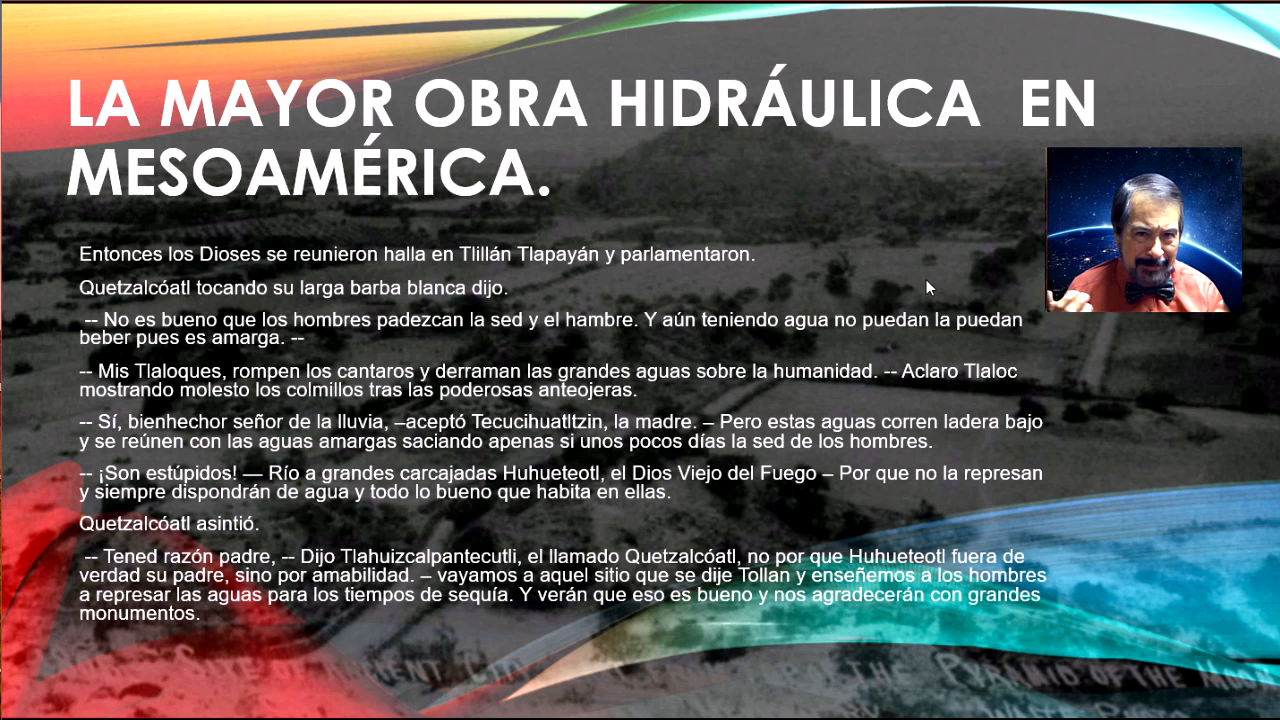 LA MAYOR OBRA HIDRÁULICA EN
MESOAMÉRICA.
Entonces los Dioses se reunieron halla en Tlillán Tlapayán y parlamentaron.
Quetzalcóatl tocando su larga barba blanca dijo.
-- No es bueno que los hombres padezcan la sed y el hambre. Y aún teniendo agua no puedan la puedan
beber pues es amarga. --
-- Mis Tlaloques, rompen los cantaros y derraman las grandes aguas sobre la humanidad. -- Aclaro Tlaloc
mostrando molesto los colmillos tras las poderosas anteojeras.
-- Sí, bienhechor señor de la lluvia, –aceptó Tecucihuatltzin, la madre. – Pero estas aguas corren ladera bajo
y se reúnen con las aguas amargas saciando apenas si unos pocos días la sed de los hombres.
-- ¡Son estúpidos! — Río a grandes carcajadas Huhueteotl, el Dios Viejo del Fuego – Por que no la represan
y siempre dispondrán de agua y todo lo bueno que habita en ellas.
Quetzalcóatl asintió.
-- Tened razón padre, -- Dijo Tlahuizcalpantecutli, el llamado Quetzalcóatl, no por que Huhueteotl fuera de
verdad su padre, sino por amabilidad. – vayamos a aquel sitio que se dije Tollan y enseñemos a los hombres
a represar las aguas para los tiempos de sequía. Y verán que eso es bueno y nos agradecerán con grandes
monumentos.
OF THE PYRAMID OF THE MOON